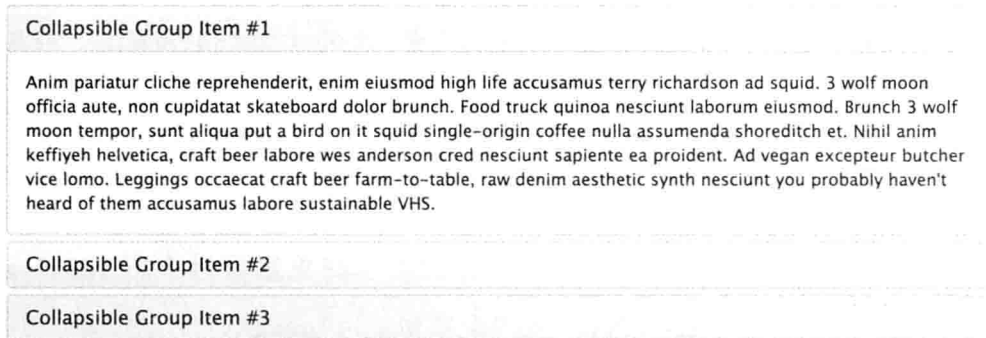 Collapsible Group Item #1
Anim pariatur cliche reprehenderit, enim eiusmod high life accusamus terry richardson ad squid. 3 wolf moon
officia aute, non cupidatat skateboard dolor brunch. Food truck quinoa nesciunt laborum eiusmod. Brunch 3 wolf
moon tempor, sunt aliqua put a bird on it squid single-origin coffee nulla assumenda shoreditch et. Nihil anim
keffiyeh helvetica, craft beer labore wes anderson cred nesciunt sapiente ea proident. Ad vegan excepteur butcher
vice lomo. Leggings occaecat craft beer farm-to-table, raw denim aesthetic synth nesciunt you probably haven't
heard of them accusamus labore sustainable VHS.
Collapsible Group Item #2
Collapsible Group Item #3